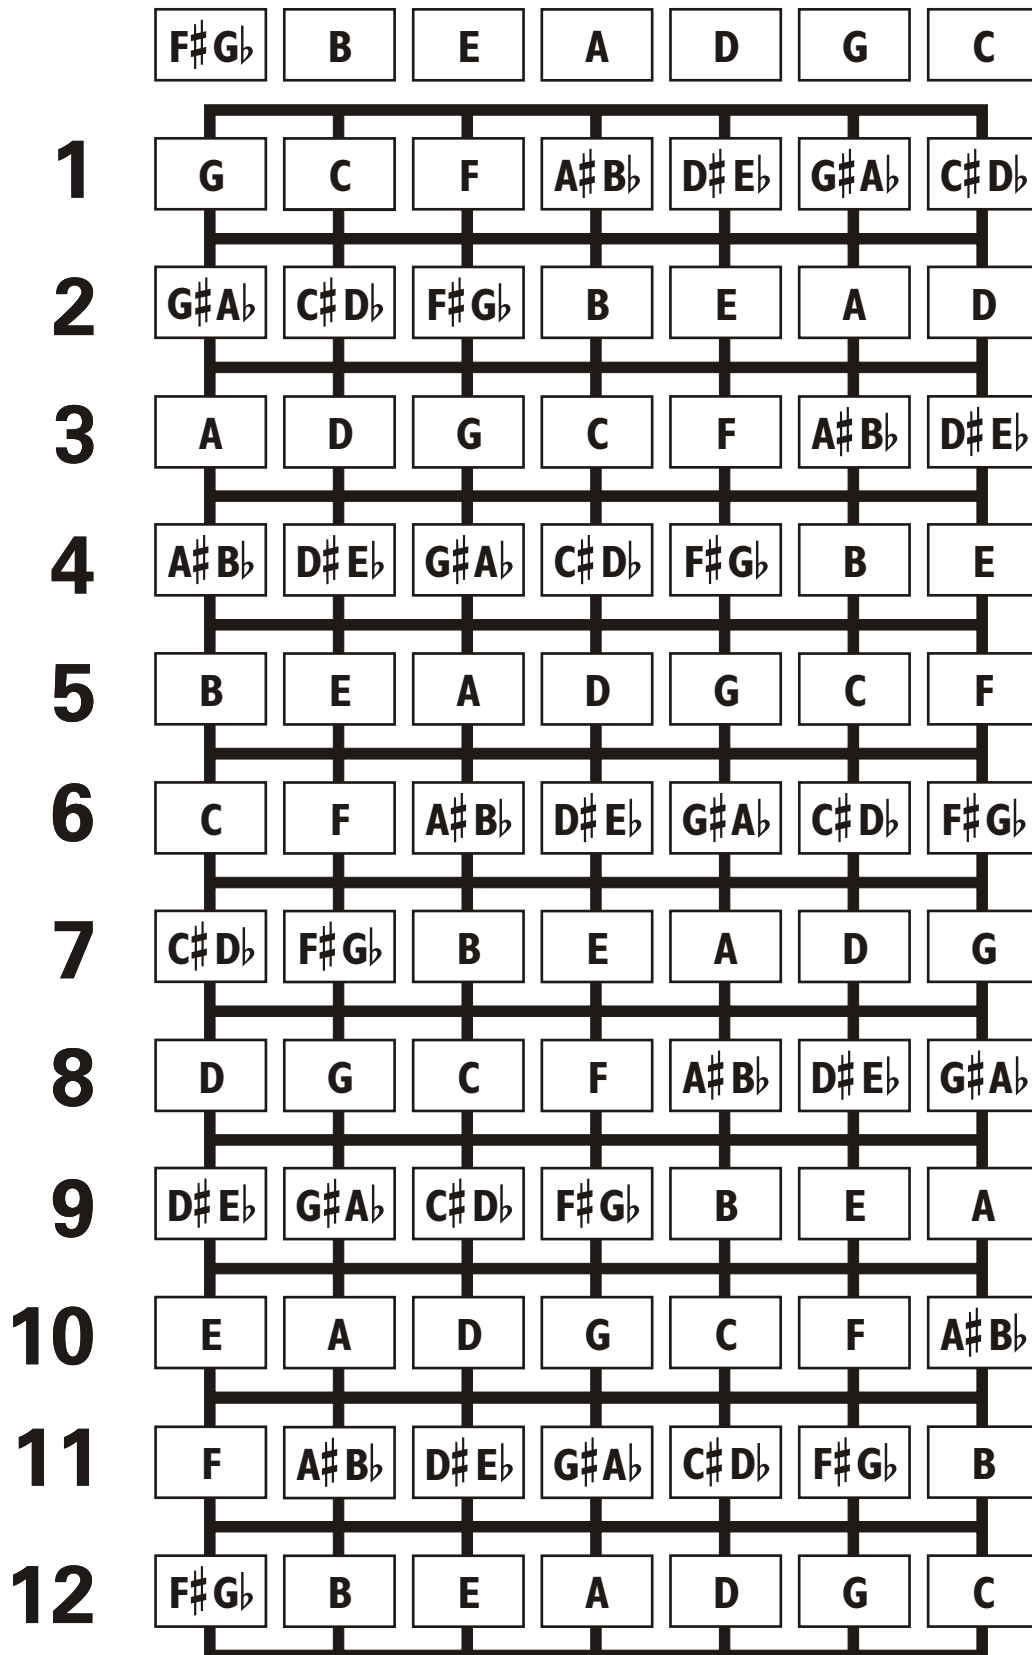 F♯G♭ B E A D G C
1 G C F A♯B♭ D♯E♭ G♯A♭ C♯D♭
2 G♯A♭ C♯D♭ F♯G♭ B E A D
3 A D G C F A♯B♭ D♯E♭
4 A♯B♭ D♯E♭ G♯A♭ C♯D♭ F♯G♭ B E
5 B E A D G C F
6 C F A♯B♭ D♯E♭ G♯A♭ C♯D♭ F♯G♭
7 C♯D♭ F♯G♭ B E A D G
8 D G C F A♯B♭ D♯E♭ G♯A♭
9 D♯E♭ G♯A♭ C♯D♭ F♯G♭ B E A
10 E A D G C F A♯B♭
11 F A♯B♭ D♯E♭ G♯A♭ C♯D♭ F♯G♭ B
12 F♯G♭ B E A D G C